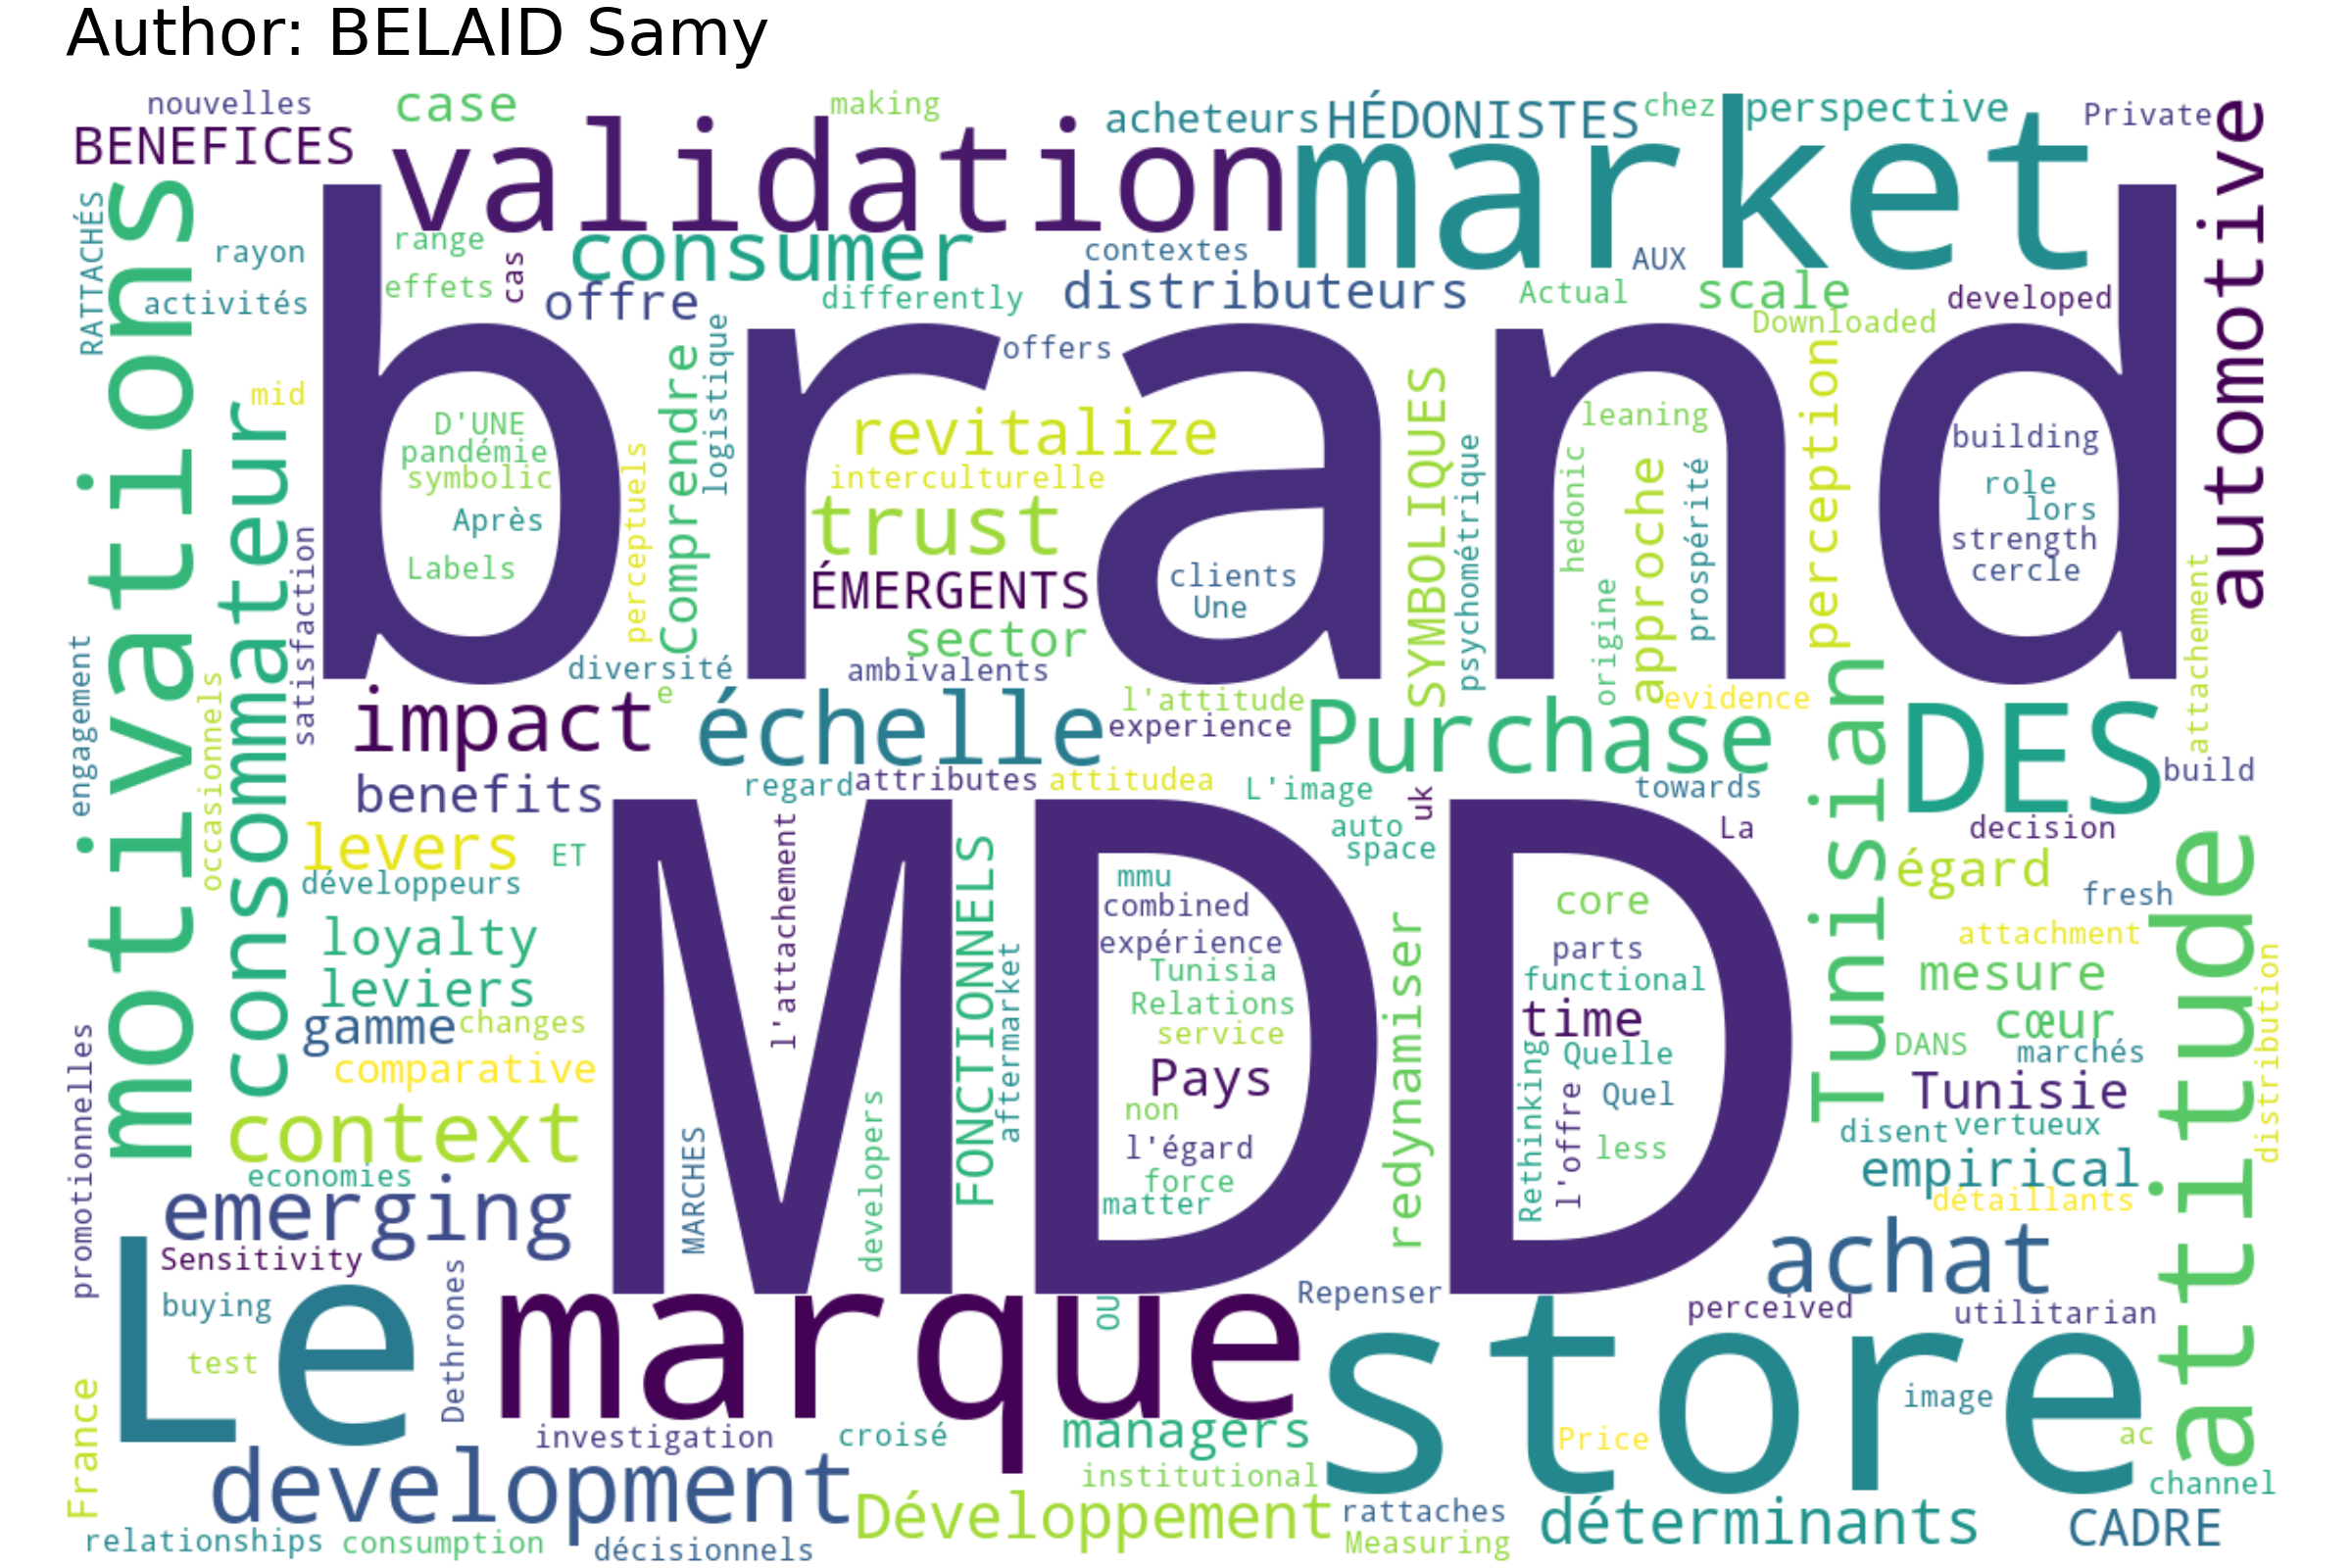 Author: BELAID Samy
nouvelles
case
making
acheteurs
HÉDONISTES
chez
perspective
Private
BENEFICES
validation
market
automotive
RATTACHÉS
motivations
rayon
range
cas
consumer
contextes
AUX
activités
effets
offre
differently
distributeurs
Actual
scale
developed
Downloaded
brand
offers
mid
consommateur
Comprendre
logistique
D'UNE
pandémie
symbolic
Après
Labels
perceptuels
revitalize
interculturelle
trust
ÉMERGENTS
sector
clients
Une
SYMBOLIQUES
psychométrique
leaning
hedonic
origine
approche
prospérité
perception
building
role
lors
strength
cercle
attachement
satisfaction
engagement
occasionnels
diversité
ambivalents
e
impact
échelle
l'attitude
experience
Purchase
evidence
Tunisian
DES
build
benefits
regard
attributes
attitudea
L'image
uk
towards
levers
ET
développeurs
MDD
auto
space
La
decision
égard
fresh
attitude
loyalty
leviers
gamme
changes
comparative
l'attachement
FONCTIONNELS
aftermarket
mmu
combined
expérience
Tunisia
Relations
service
Pays
non
l'égard
force
matter
redynamiser
core
parts
functional
time
Quelle
Quel
less
Rethinking
l'offre
attachment
mesure
cœur
DANS
marchés
Tunisie
disent
vertueux
empirical
détaillants
distribution
promotionnelles
context
economies
emerging
MARCHES
developers
achat
Le
Sensitivity
buying
test
Dethrones
marque
OU
Repenser
store
perceived
utilitarian
image
Price
ac
channel
France
investigation
croisé
managers
development
institutional
Développement
rattaches
Measuring
déterminants
CADRE
relationships
consumption
décisionnels